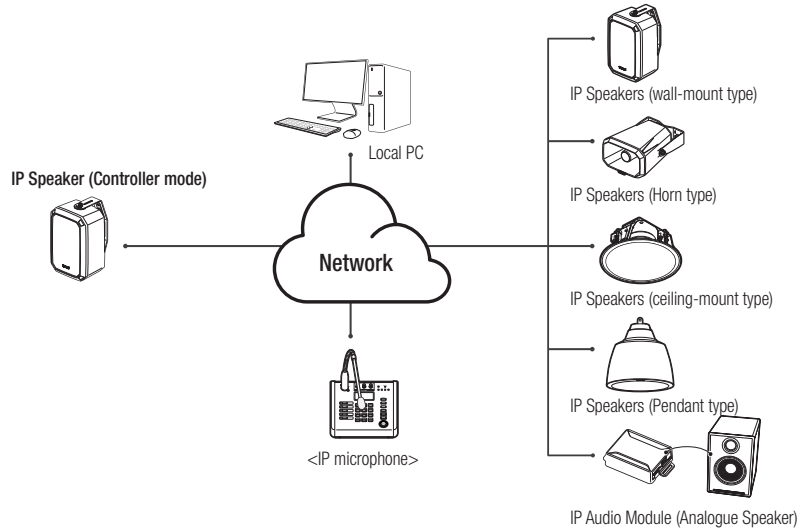 Local PC
IP Speaker (Controller mode)
Network
<IP microphone>
IP Speakers (wall-mount type)
IP Speakers (Horn type)
IP Speakers (ceiling-mount type)
IP Speakers (Pendant type)
IP Audio Module (Analogue Speaker)